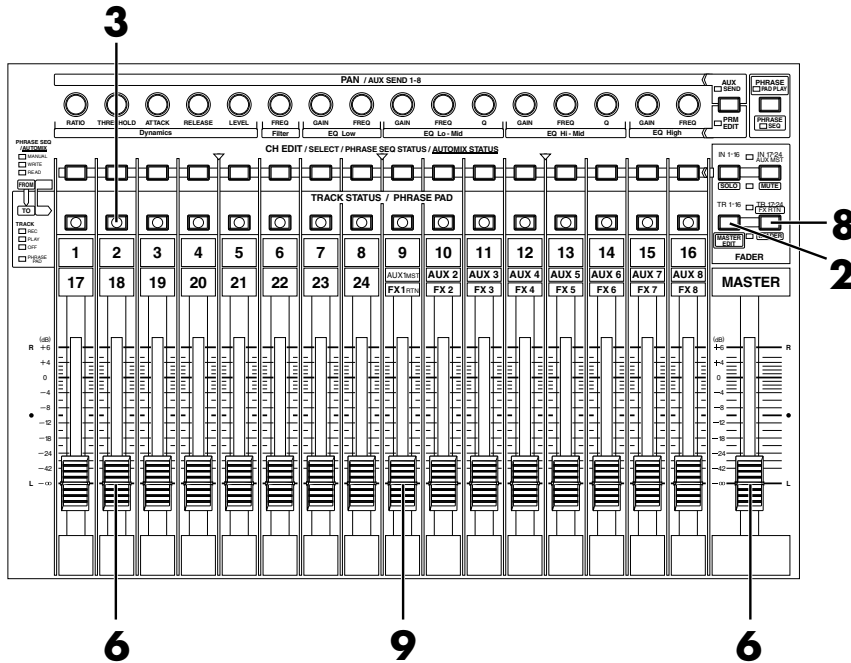 3
PAN / AUX SEND 1-8
AUX
SEND
PHRASE
PAD PLAY
RATIO THRESHOLD ATTACK RELEASE LEVEL FREQ GAIN FREQ GAIN FREQ Q GAIN FREQ Q GAIN FREQ
PRM
EDIT
PHRASE
SEQ
Dynamics Filter EQ Low EQ Lo - Mid EQ Hi - Mid EQ High
PHRASE SEQ
/AUTOMIX
MANUAL
WRITE
READ
CH EDIT / SELECT / PHRASE SEQ STATUS / AUTOMIX STATUS
IN 1-16
IN 17-24
AUX MST
SOLO
MUTE
FROM
TO
TRACK STATUS / PHRASE PAD
TR 1-16
TR 17-24
FX RTN
8
TRACK
REC
PLAY
OFF
PHRASE
PAD
MASTER
EDIT
FADER
2
1 2 3 4 5 6 7 8 9 10 11 12 13 14 15 16
17 18 19 20 21 22 23 24 AUX1MST AUX 2 AUX 3 AUX 4 AUX 5 AUX 6 AUX 7 AUX 8 MASTER
FX1RTN FX 2 FX 3 FX 4 FX 5 FX 6 FX 7 FX 8
(dB) (dB)
R +6 +6 R
+4 +4
0 0
-4 -4
-8 -8
-12 -12
-18 -18
-24 -24
-42 -42
L -∞ -∞ L
6 9 6